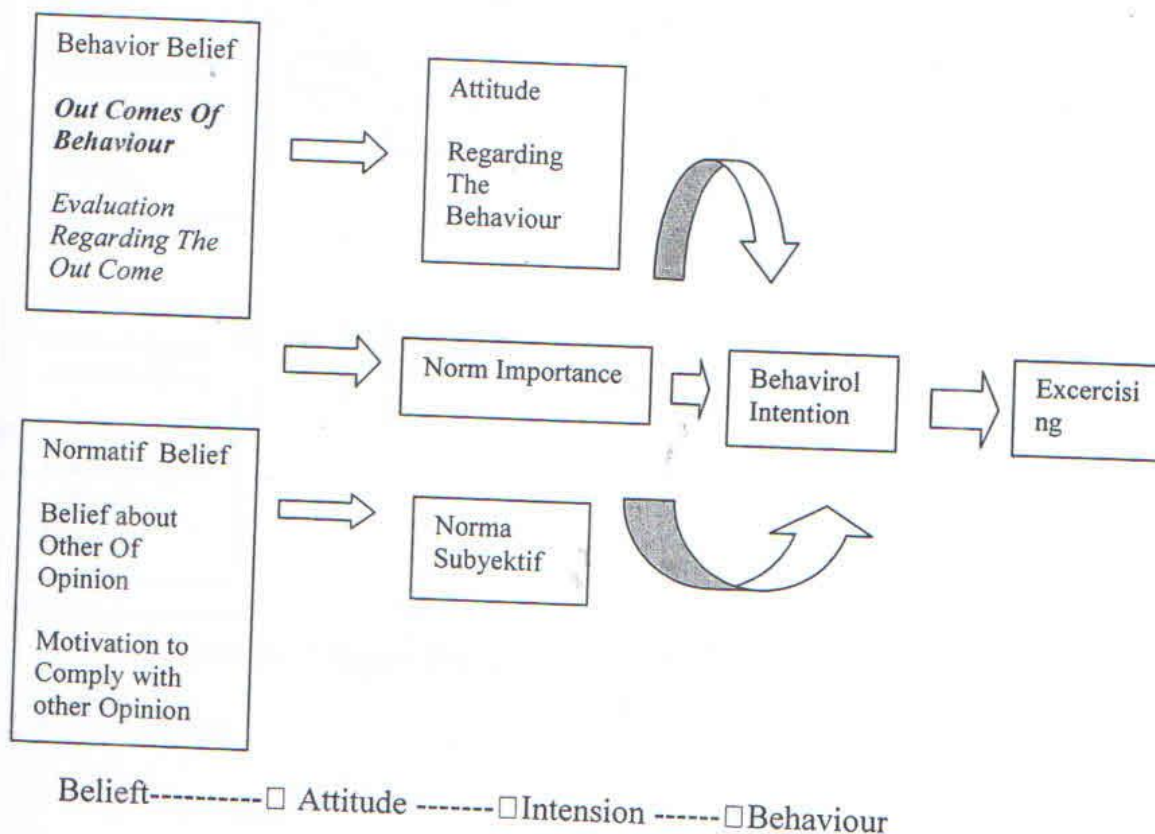 Behavior Belief
Out Comes Of
Behaviour
Evaluation
Regarding The
Out Come
Attitude
Regarding
The
Behaviour
Norm Importance
Behavirol
Intention
Excercisi
ng
Normatif Belief
Belief about
Other Of
Opinion
Motivation to
Comply with
other Opinion
Norma
Subyektif
Belieft----------□ Attitude -------□Intension ------□Behaviour